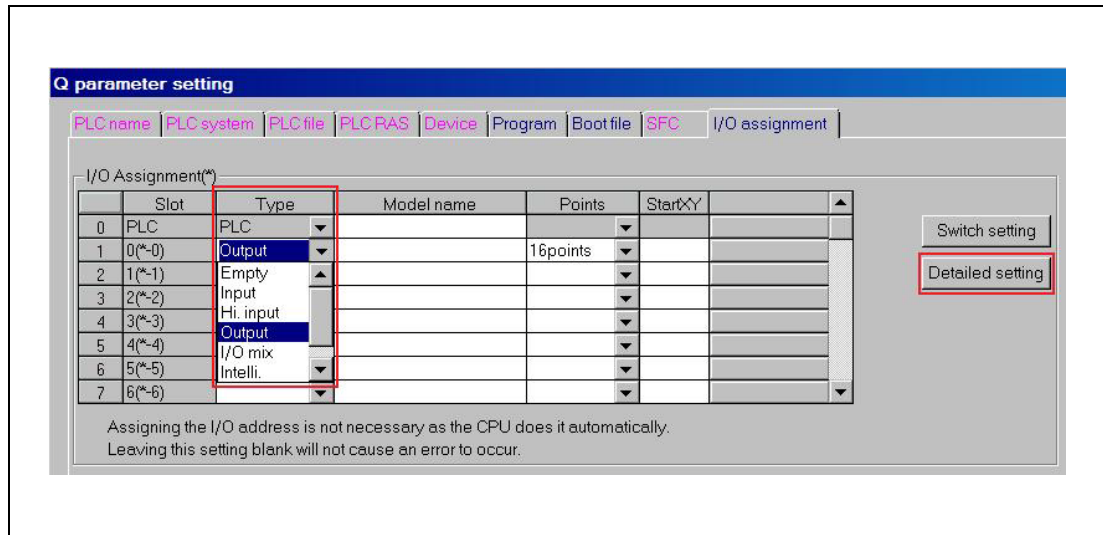 Q parameter setting
PLC name PLC system PLC file PLC RAS Device Program Boot file SFC I/O assignment
I/O Assignment(*)
Slot Type Model name Points StartXY
0 PLC PLC
Switch setting
1 0(*-0) Output 16points
2 1(*-1) Empty
Detailed setting
3 2(*-2) Input
Hi. input
4 3(*-3) Output
5 4(*-4) I/O mix
6 5(*-5) Intelli.
7 6(*-6)
Assigning the I/O address is not necessary as the CPU does it automatically.
Leaving this setting blank will not cause an error to occur.